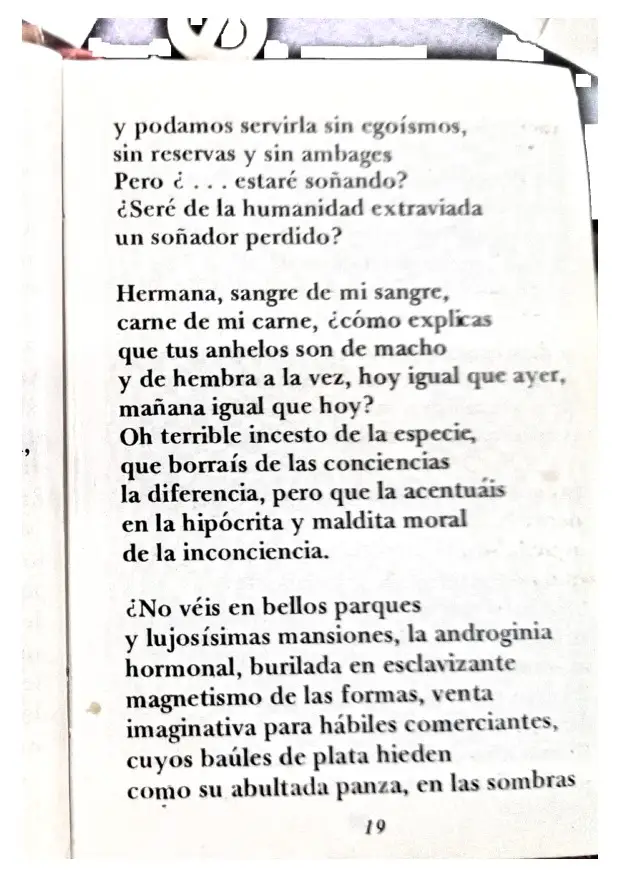 y podamos servirla sin egoísmos,
sin reservas y sin ambages
Pero ¿ . . . estaré soñando?
¿Seré de la humanidad extraviada
un soñador perdido?
Hermana, sangre de mi sangre,
carne de mi carne, ¿cómo explicas
que tus anhelos son de macho
y de hembra a la vez, hoy igual que ayer,
mañana igual que hoy?
Oh terrible incesto de la especie,
que borraís de las conciencias
la diferencia, pero que la acentuáis
en la hipócrita y maldita moral
de la inconciencia.
¿No véis en bellos parques
y lujosísimas mansiones, la androginia
hormonal, burilada en esclavizante
magnetismo de las formas, venta
imaginativa para hábiles comerciantes,
cuyos baúles de plata hieden
como su abultada panza, en las sombras
19